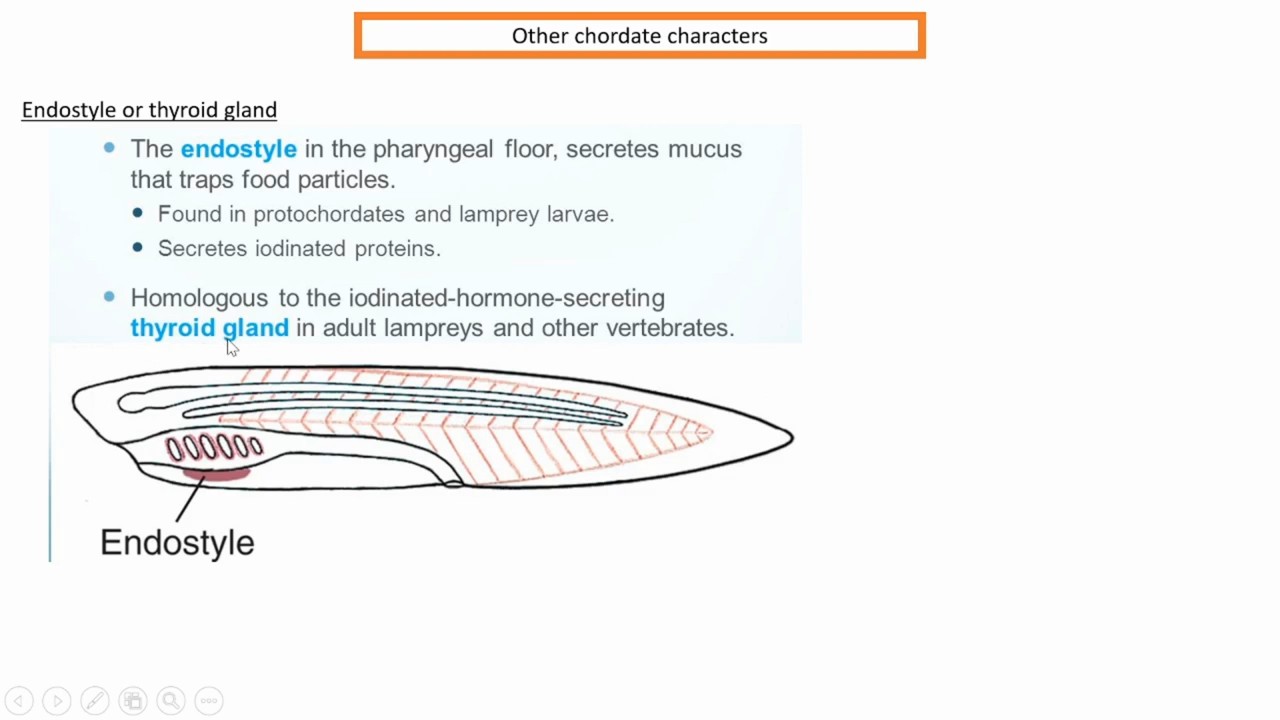 Other chordate characters
Endostyle or thyroid gland
The endostyle in the pharyngeal floor, secretes mucus
that traps food particles.
Found in protochordates and lamprey larvae.
Secretes iodinated proteins.
Homologous to the iodinated-hormone-secreting
thyroid gland in adult lampreys and other vertebrates.
Endostyle